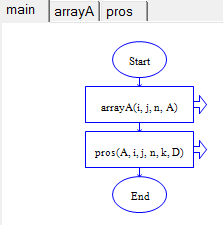 main arrayA pros
Start
arrayA(i, j, n, A)
pros(A, i, j, n, k, D)
End